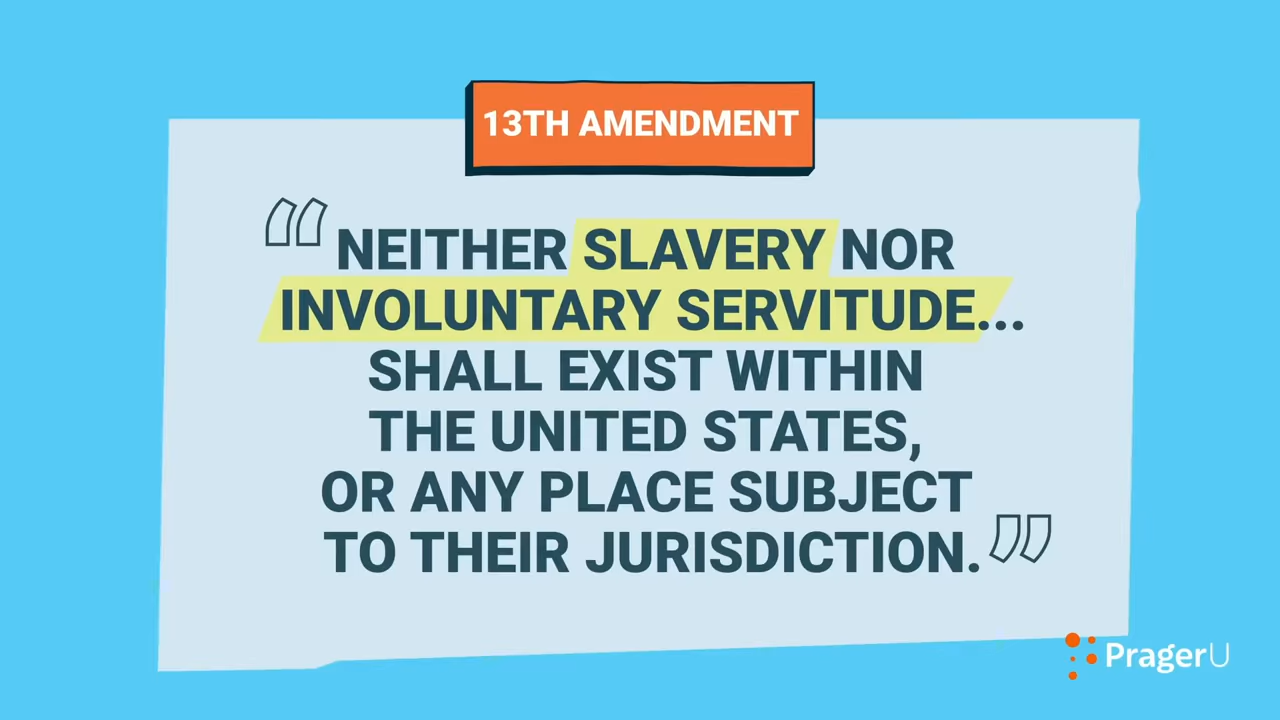 13TH AMENDMENT
“NEITHER SLAVERY NOR
INVOLUNTARY SERVITUDE...
SHALL EXIST WITHIN
THE UNITED STATES,
OR ANY PLACE SUBJECT
TO THEIR JURISDICTION.”
PragerU